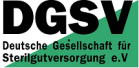 DGSV
Deutsche Gesellschaft für
Sterilgutversorgung e.V